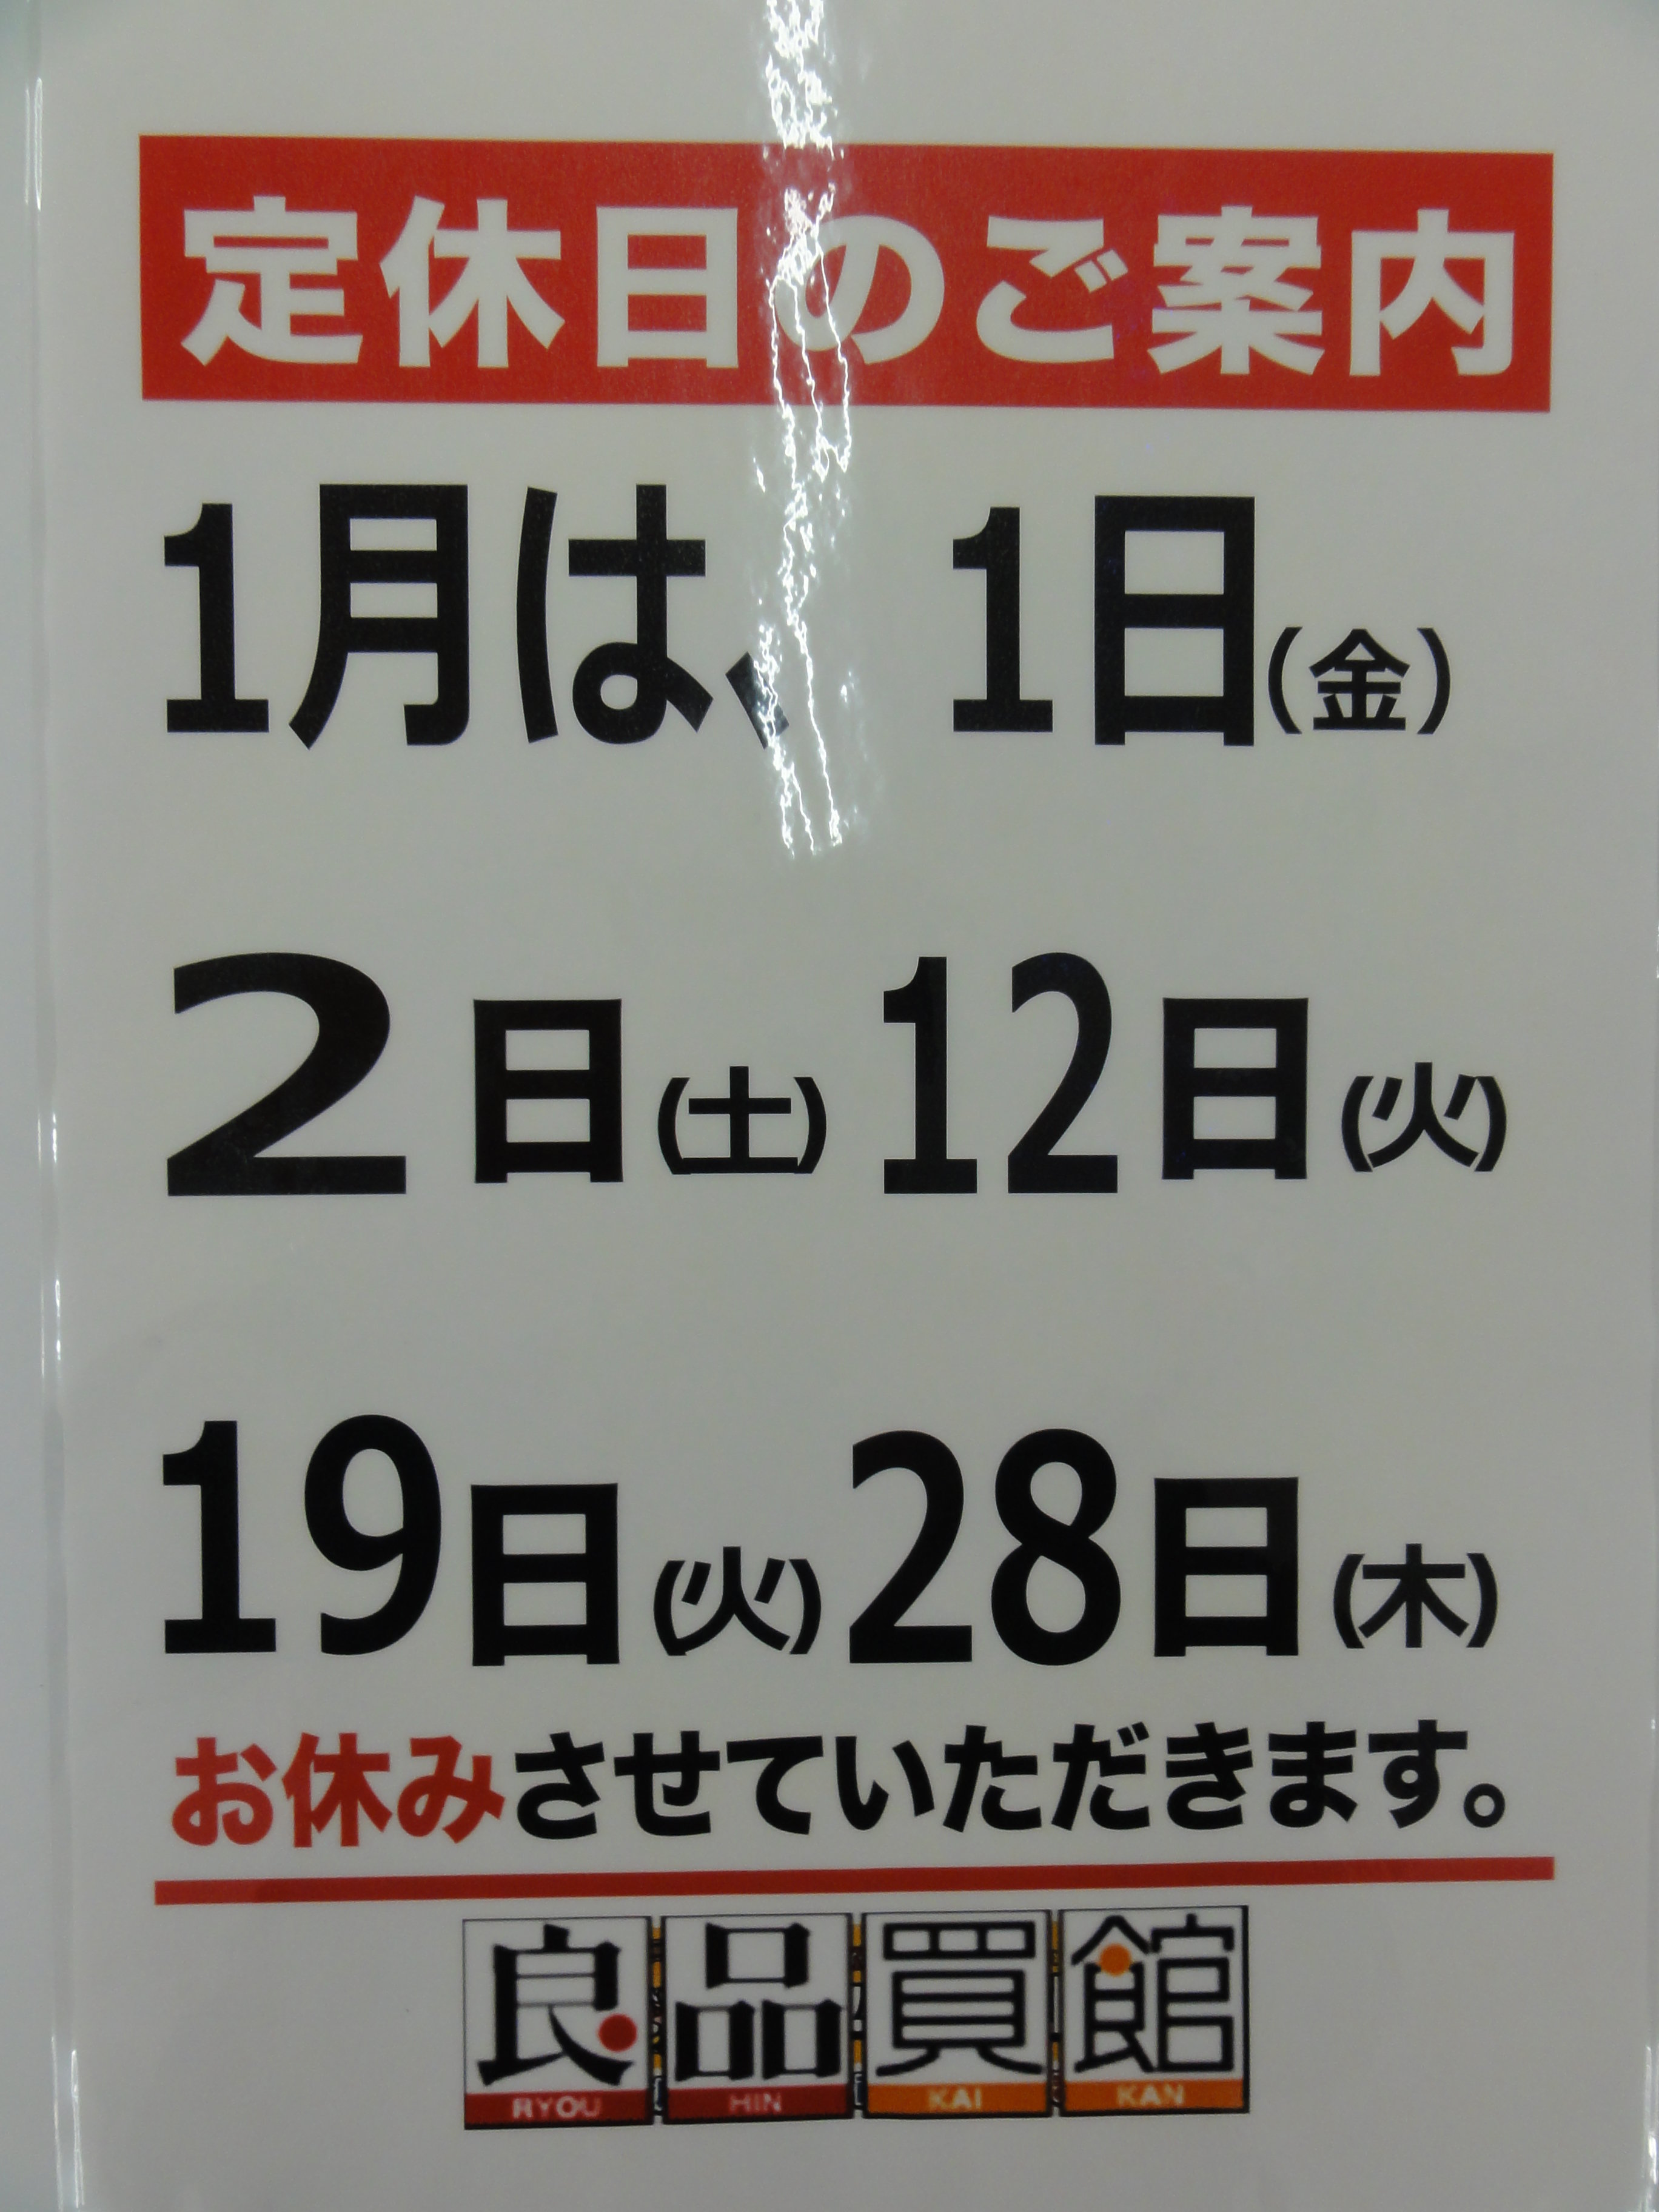 定休日のご案内
1月は、 1日(金)
2日(土) 12日(火)
19日(火) 28日(木)
お休みさせていただきます。
良品買館
RYOU HIN KAI KAN